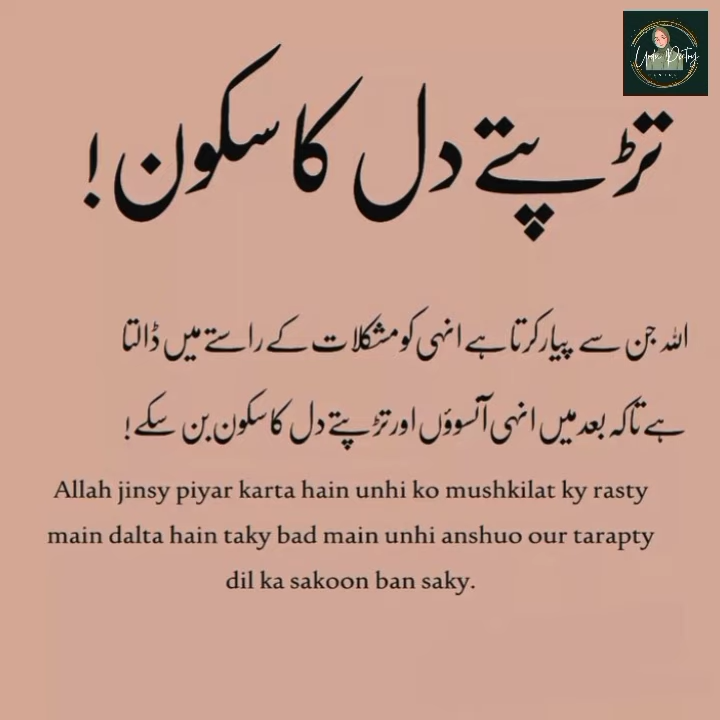 Urdu Poetry
تڑپتے دل کا سکون!
اللہ جن سے پیار کرتا ہے انہی کو مشکلات کے راستے میں ڈالتا
ہے تاکہ بعد میں انہی آنسوؤں اور تڑپتے دل کا سکون بن سکے!
Allah jinsy piyar karta hain unhi ko mushkilat ky rasty
main dalta hain taky bad main unhi anshuo our tarapty
dil ka sakoon ban saky.